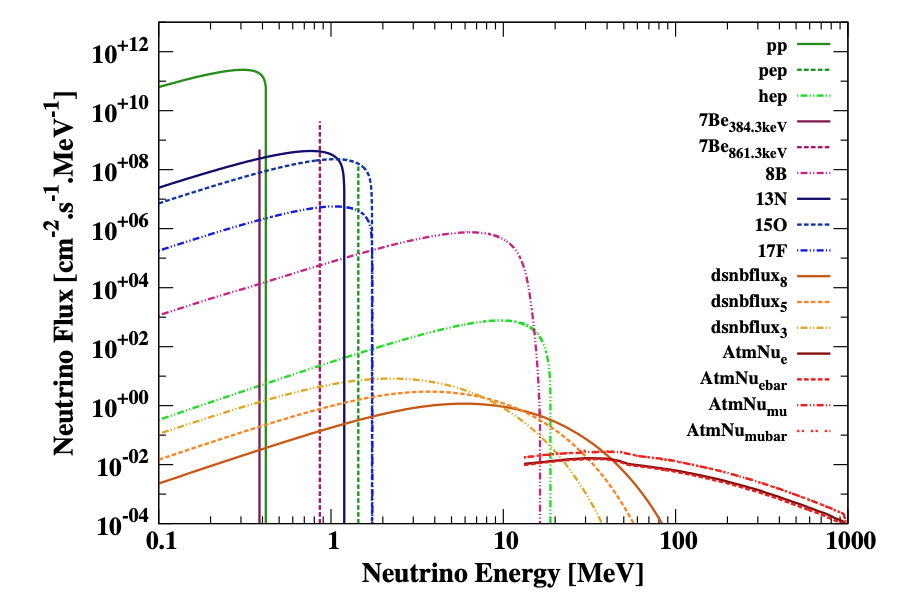 Neutrino Flux [cm-2.s-1.MeV-1]
10+12
10+10
10+08
10+06
10+04
10+02
10+00
10-02
10-04
pp
pep
hep
7Be384.3keV
7Be861.3keV
8B
13N
15O
17F
dsnbflux8
dsnbflux5
dsnbflux3
AtmNue
AtmNuebar
AtmNumu
AtmNumubar
0.1 1 10 100 1000
Neutrino Energy [MeV]